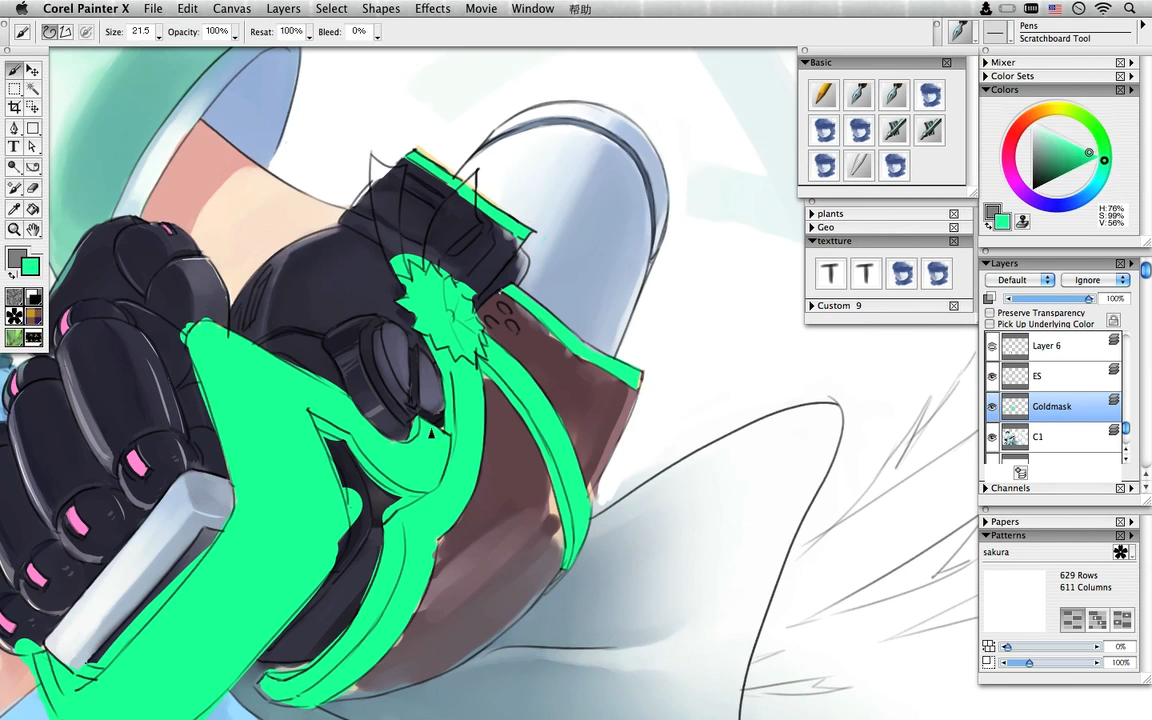 Corel Painter X File Edit Canvas Layers Select Shapes Effects Movie Window 帮助
Size: 21.5 Opacity: 100% Resat: 100% Bleed: 0%
Pens
Scratchboard Tool
Basic
plants
Geo
textture
T T
Custom 9
Mixer
Color Sets
Colors
H: 76%
S: 99%
V: 56%
Layers
Default Ignore
100%
Preserve Transparency
Pick Up Underlying Color
Layer 6
ES
Goldmask
C1
Channels
Papers
Patterns
sakura
629 Rows
611 Columns
0%
100%
T